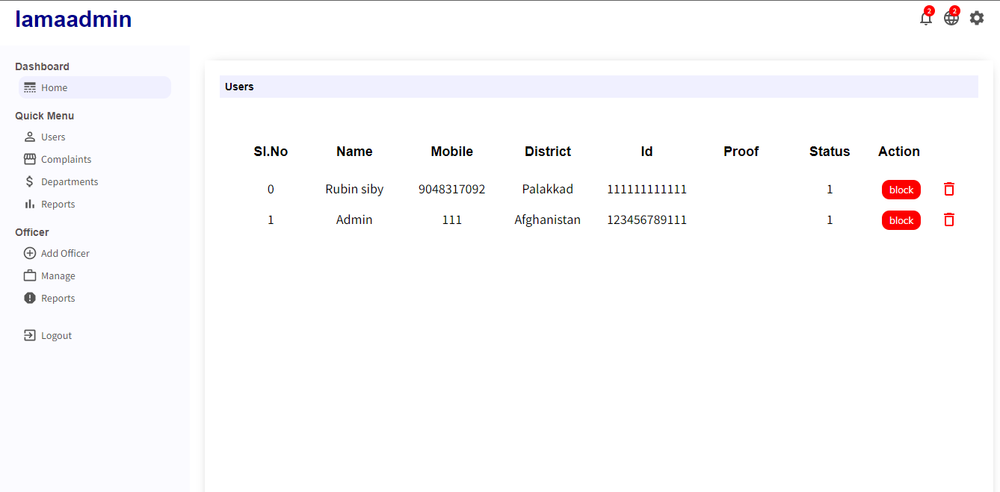 lamaadmin
2
2
Dashboard
Home
Quick Menu
Users
Complaints
Departments
Reports
Officer
Add Officer
Manage
Reports
Logout
Users
Sl.No Name Mobile District Id Proof Status Action
0 Rubin siby 9048317092 Palakkad 111111111111 1 block
1 Admin 111 Afghanistan 123456789111 1 block